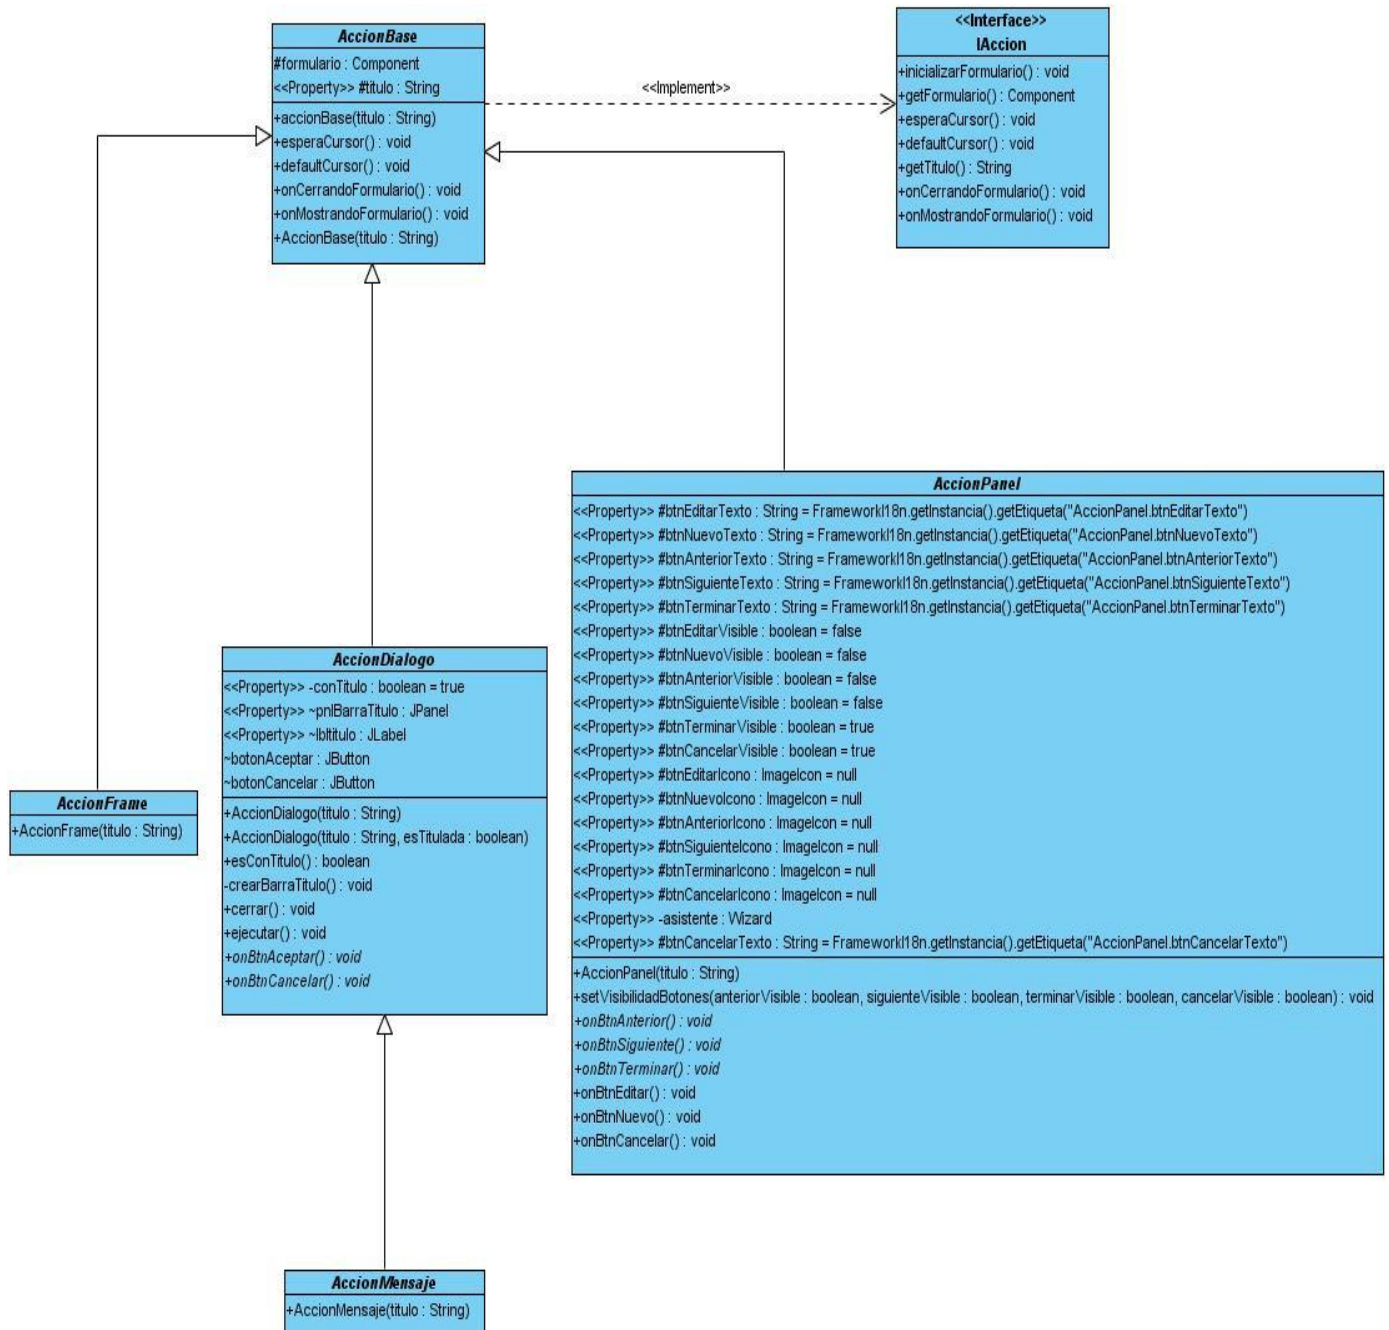 AccionBase
#formulario : Component
<<Property>> #titulo : String
+accionBase(titulo : String)
+esperaCursor() : void
+defaultCursor() : void
+onCerrandoFormulario() : void
+onMostrandoFormulario() : void
+AccionBase(titulo : String)
<<Implement>>
<<Interface>>
IAccion
+inicializarFormulario() : void
+getFormulario() : Component
+esperaCursor() : void
+defaultCursor() : void
+getTitulo() : String
+onCerrandoFormulario() : void
+onMostrandoFormulario() : void
AccionPanel
<<Property>> #btnEditarTexto : String = FrameworkI18n.getInstancia().getEtiqueta("AccionPanel.btnEditarTexto")
<<Property>> #btnNuevoTexto : String = FrameworkI18n.getInstancia().getEtiqueta("AccionPanel.btnNuevoTexto")
<<Property>> #btnAnteriorTexto : String = FrameworkI18n.getInstancia().getEtiqueta("AccionPanel.btnAnteriorTexto")
<<Property>> #btnSiguienteTexto : String = FrameworkI18n.getInstancia().getEtiqueta("AccionPanel.btnSiguienteTexto")
<<Property>> #btnTerminarTexto : String = FrameworkI18n.getInstancia().getEtiqueta("AccionPanel.btnTerminarTexto")
<<Property>> #btnEditarVisible : boolean = false
<<Property>> #btnNuevoVisible : boolean = false
<<Property>> #btnAnteriorVisible : boolean = false
<<Property>> #btnSiguienteVisible : boolean = false
<<Property>> #btnTerminarVisible : boolean = true
<<Property>> #btnCancelarVisible : boolean = true
<<Property>> #btnEditarIcono : ImageIcon = null
<<Property>> #btnNuevoIcono : ImageIcon = null
<<Property>> #btnAnteriorIcono : ImageIcon = null
<<Property>> #btnSiguienteIcono : ImageIcon = null
<<Property>> #btnTerminarIcono : ImageIcon = null
<<Property>> #btnCancelarIcono : ImageIcon = null
<<Property>> -asistente : Wizard
<<Property>> #btnCancelarTexto : String = FrameworkI18n.getInstancia().getEtiqueta("AccionPanel.btnCancelarTexto")
+AccionPanel(titulo : String)
+setVisibilidadBotones(anteriorVisible : boolean, siguienteVisible : boolean, terminarVisible : boolean, cancelarVisible : boolean) : void
+onBtnAnterior() : void
+onBtnSiguiente() : void
+onBtnTerminar() : void
+onBtnEditar() : void
+onBtnNuevo() : void
+onBtnCancelar() : void
AccionDialogo
<<Property>> -conTitulo : boolean = true
<<Property>> ~pnlBarraTitulo : JPanel
<<Property>> ~lbltitulo : JLabel
~botonAceptar : JButton
~botonCancelar : JButton
+AccionDialogo(titulo : String)
+AccionDialogo(titulo : String, esTitulada : boolean)
+esConTitulo() : boolean
-crearBarraTitulo() : void
+cerrar() : void
+ejecutar() : void
+onBtnAceptar() : void
+onBtnCancelar() : void
AccionFrame
+AccionFrame(titulo : String)
AccionMensaje
+AccionMensaje(titulo : String)